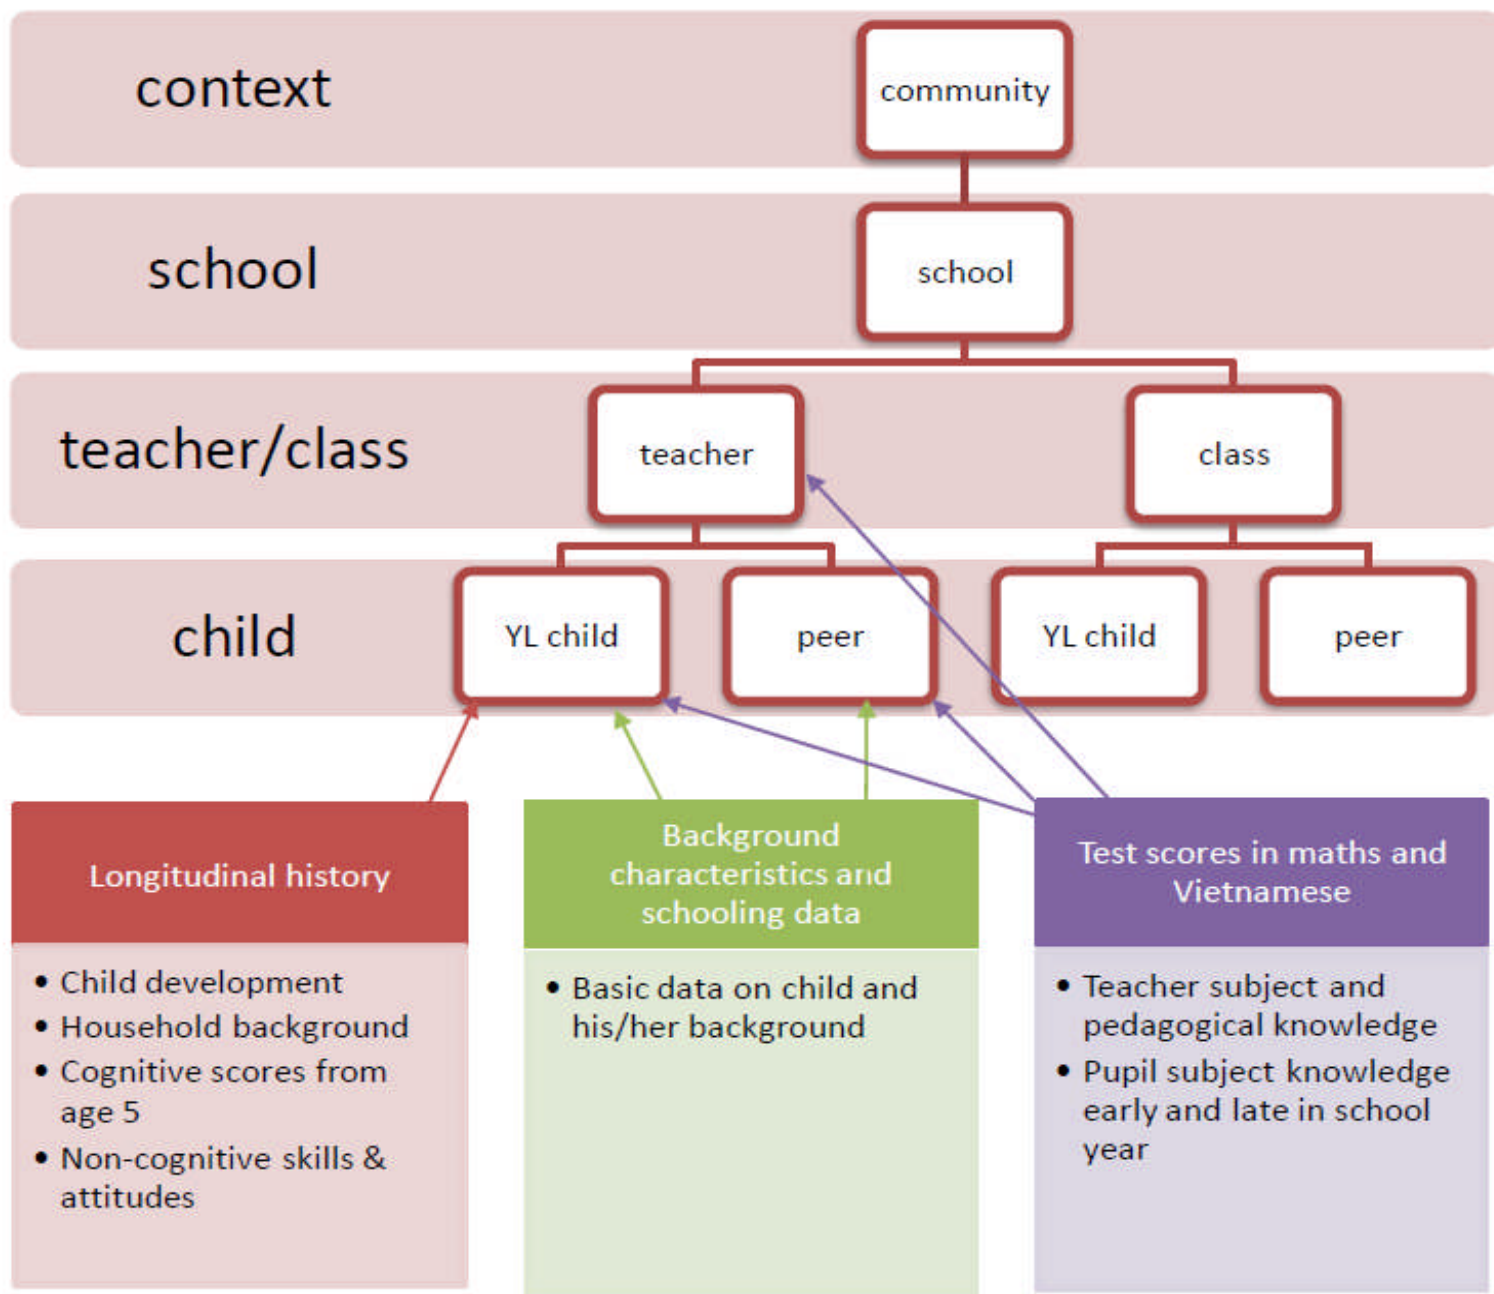 context
community
school
school
teacher/class
teacher
class
child
YL child
peer
YL child
peer
Longitudinal history
• Child development
• Household background
• Cognitive scores from
age 5
• Non-cognitive skills &
attitudes
Background
characteristics and
schooling data
• Basic data on child and
his/her background
Test scores in maths and
Vietnamese
• Teacher subject and
pedagogical knowledge
• Pupil subject knowledge
early and late in school
year